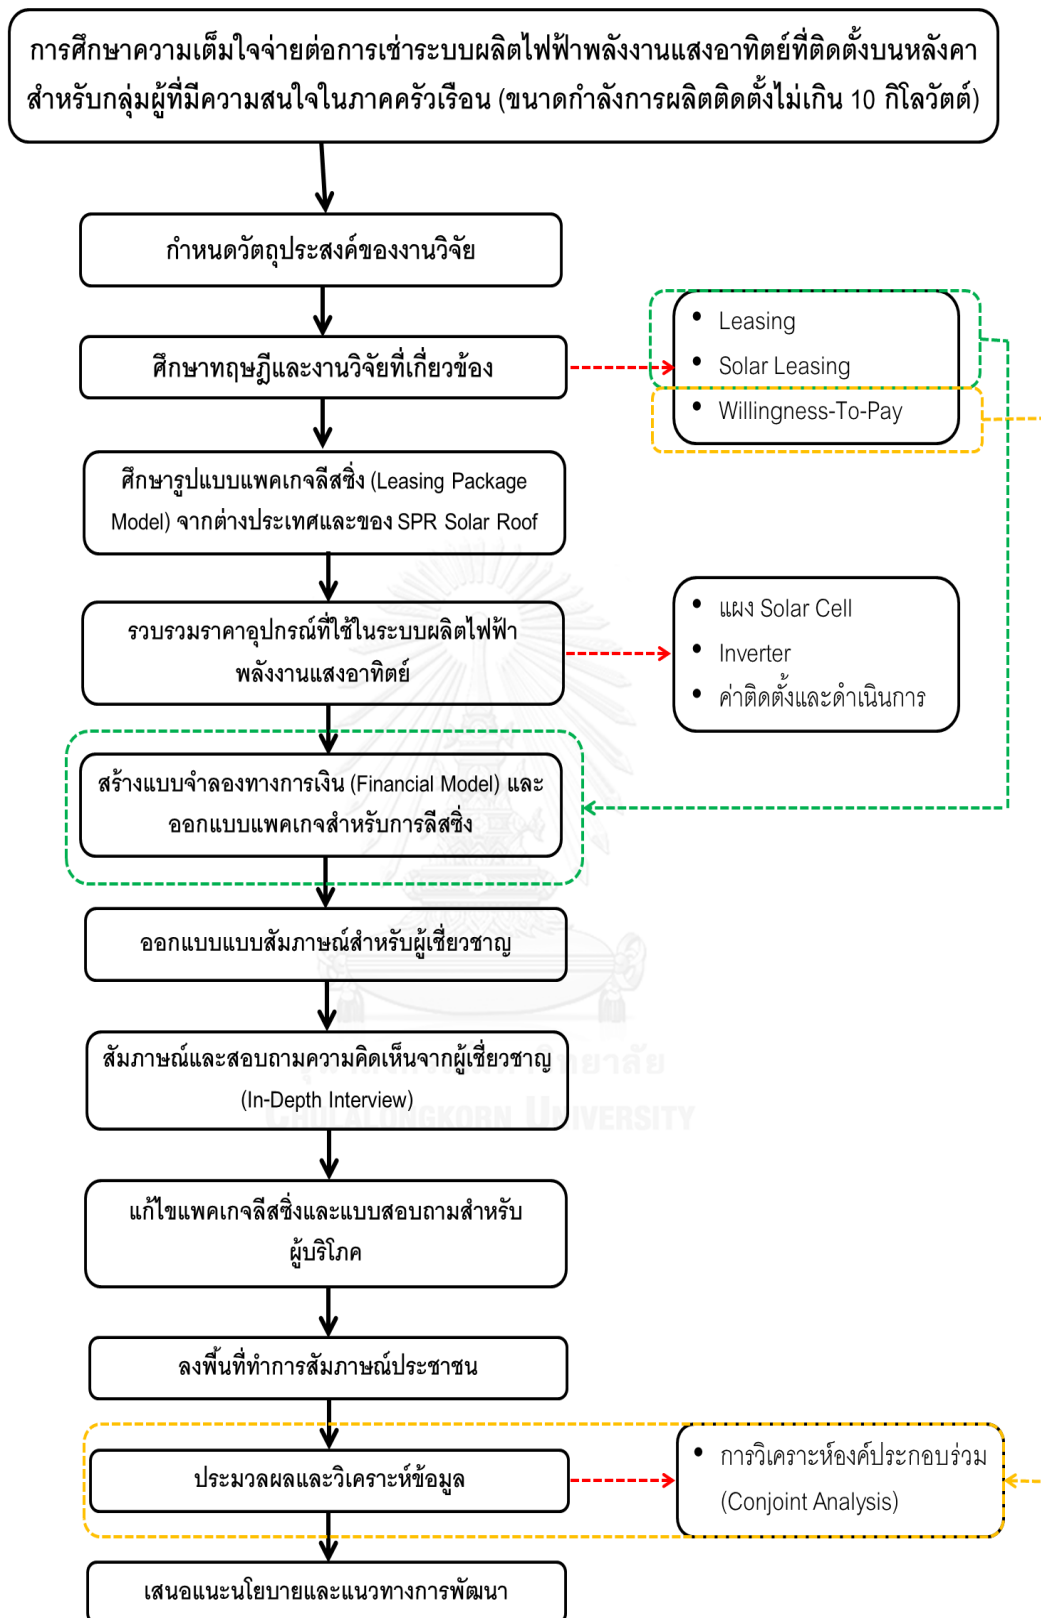 การศึกษาความเต็มใจจ่ายต่อการเช่าระบบผลิตไฟฟ้าพลังงานแสงอาทิตย์ที่ติดตั้งบนหลังคา
สำหรับกลุ่มผู้ที่มีความสนใจในภาคครัวเรือน (ขนาดกำลังการผลิตติดตั้งไม่เกิน 10 กิโลวัตต์)
กำหนดวัตถุประสงค์ของงานวิจัย
ศึกษาทฤษฎีและงานวิจัยที่เกี่ยวข้อง
• Leasing
• Solar Leasing
• Willingness-To-Pay
ศึกษารูปแบบแพคเกจลีสซิ่ง (Leasing Package
Model) จากต่างประเทศและของ SPR Solar Roof
รวบรวมราคาอุปกรณ์ที่ใช้ในระบบผลิตไฟฟ้า
พลังงานแสงอาทิตย์
• แผง Solar Cell
• Inverter
• ค่าติดตั้งและดำเนินการ
สร้างแบบจำลองทางการเงิน (Financial Model) และ
ออกแบบแพคเกจสำหรับการลีสซิ่ง
ออกแบบแบบสัมภาษณ์สำหรับผู้เชี่ยวชาญ
สัมภาษณ์และสอบถามความคิดเห็นจากผู้เชี่ยวชาญ
(In-Depth Interview)
จุฬาลงกรณ์มหาวิทยาลัย
CHULALONGKORN UNIVERSITY
แก้ไขแพคเกจลีสซิ่งและแบบสอบถามสำหรับ
ผู้บริโภค
ลงพื้นที่ทำการสัมภาษณ์ประชาชน
ประมวลผลและวิเคราะห์ข้อมูล
• การวิเคราะห์องค์ประกอบร่วม
(Conjoint Analysis)
เสนอแนะนโยบายและแนวทางการพัฒนา